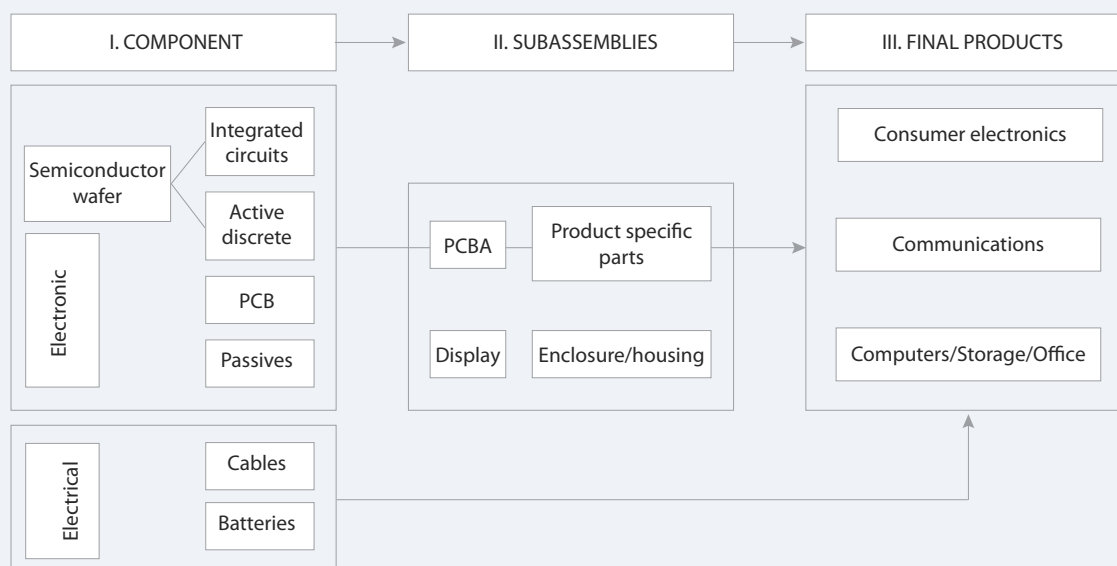 I. COMPONENT
II. SUBASSEMBLIES
III. FINAL PRODUCTS
Semiconductor
wafer
Integrated
circuits
Active
discrete
Electronic
PCB
Passives
PCBA
Product specific
parts
Display
Enclosure/housing
Consumer electronics
Communications
Computers/Storage/Office
Electrical
Cables
Batteries